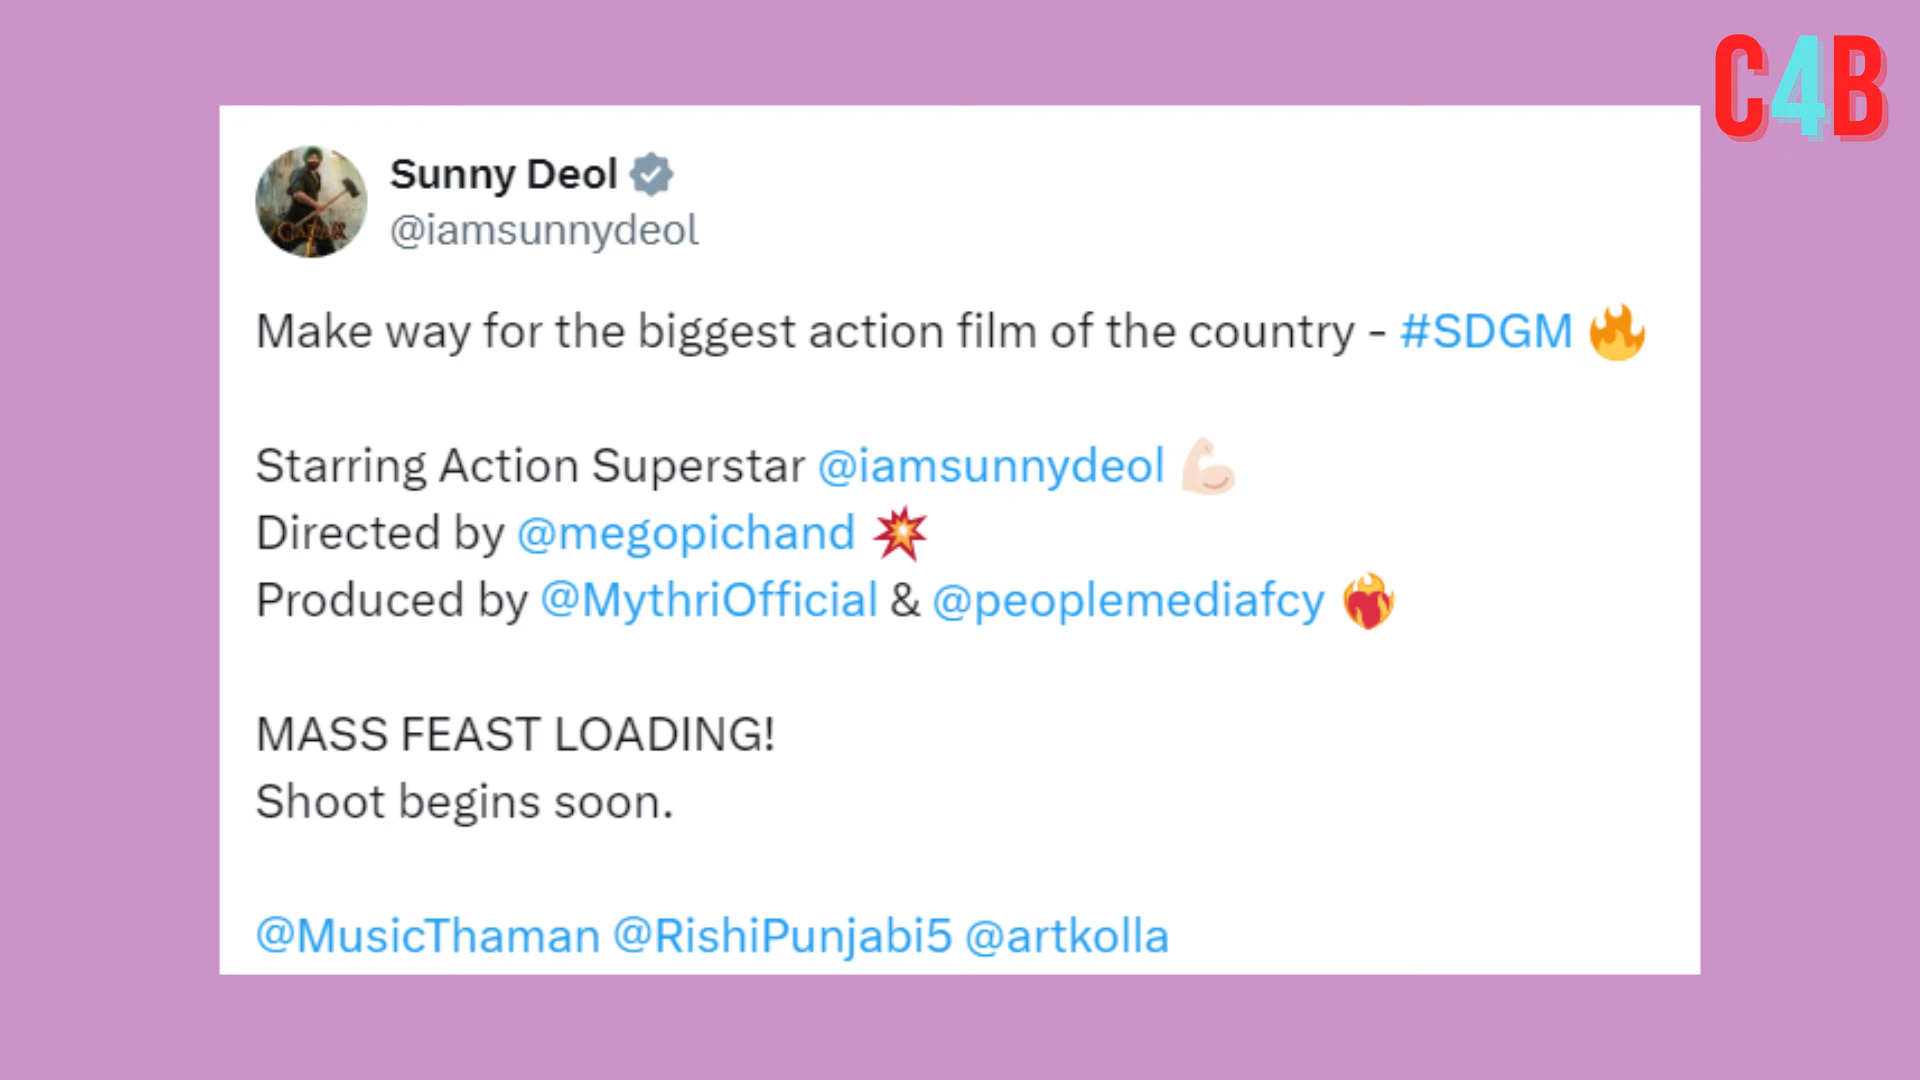 C4B
Sunny Deol
@iamsunnydeol
Make way for the biggest action film of the country - #SDGM 🔥
Starring Action Superstar @iamsunnydeol 💪🏻
Directed by @megopichand 💥
Produced by @MythriOfficial & @peoplemediafcy ❤️‍🔥
MASS FEAST LOADING!
Shoot begins soon.
@MusicThaman @RishiPunjabi5 @artkolla